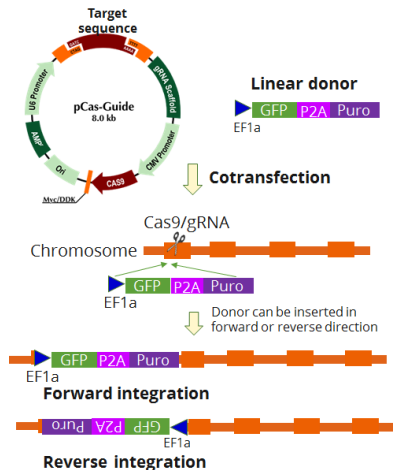 Target
sequence
U6 Promoter
gRNA Scaffold
pCas-Guide
8.0 kb
AMP
CMV Promoter
Ori
CAS9
Myc/DDK
Linear donor
GFP P2A Puro
EF1a
Cotransfection
Cas9/gRNA
Chromosome
GFP P2A Puro
EF1a
Donor can be inserted in
forward or reverse direction
GFP P2A Puro
EF1a
Forward integration
Puro P2A GFP
EF1a
Reverse integration